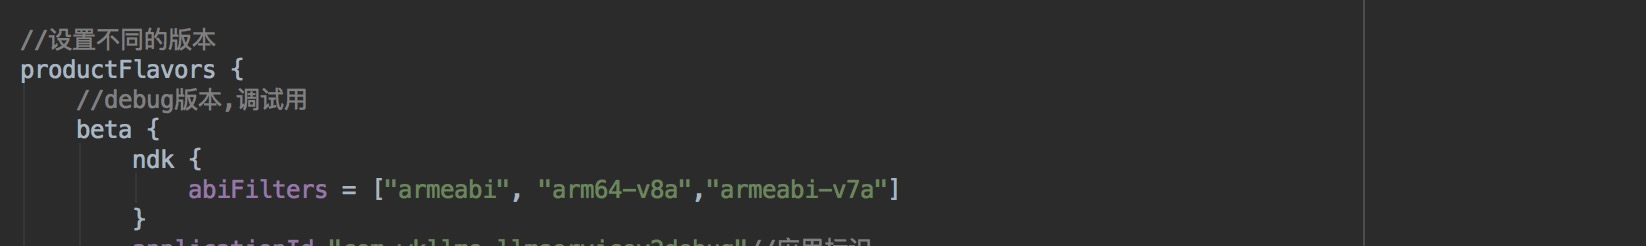 //设置不同的版本
productFlavors {
//debug版本,调试用
beta {
ndk {
abiFilters = ["armeabi", "arm64-v8a","armeabi-v7a"]
}